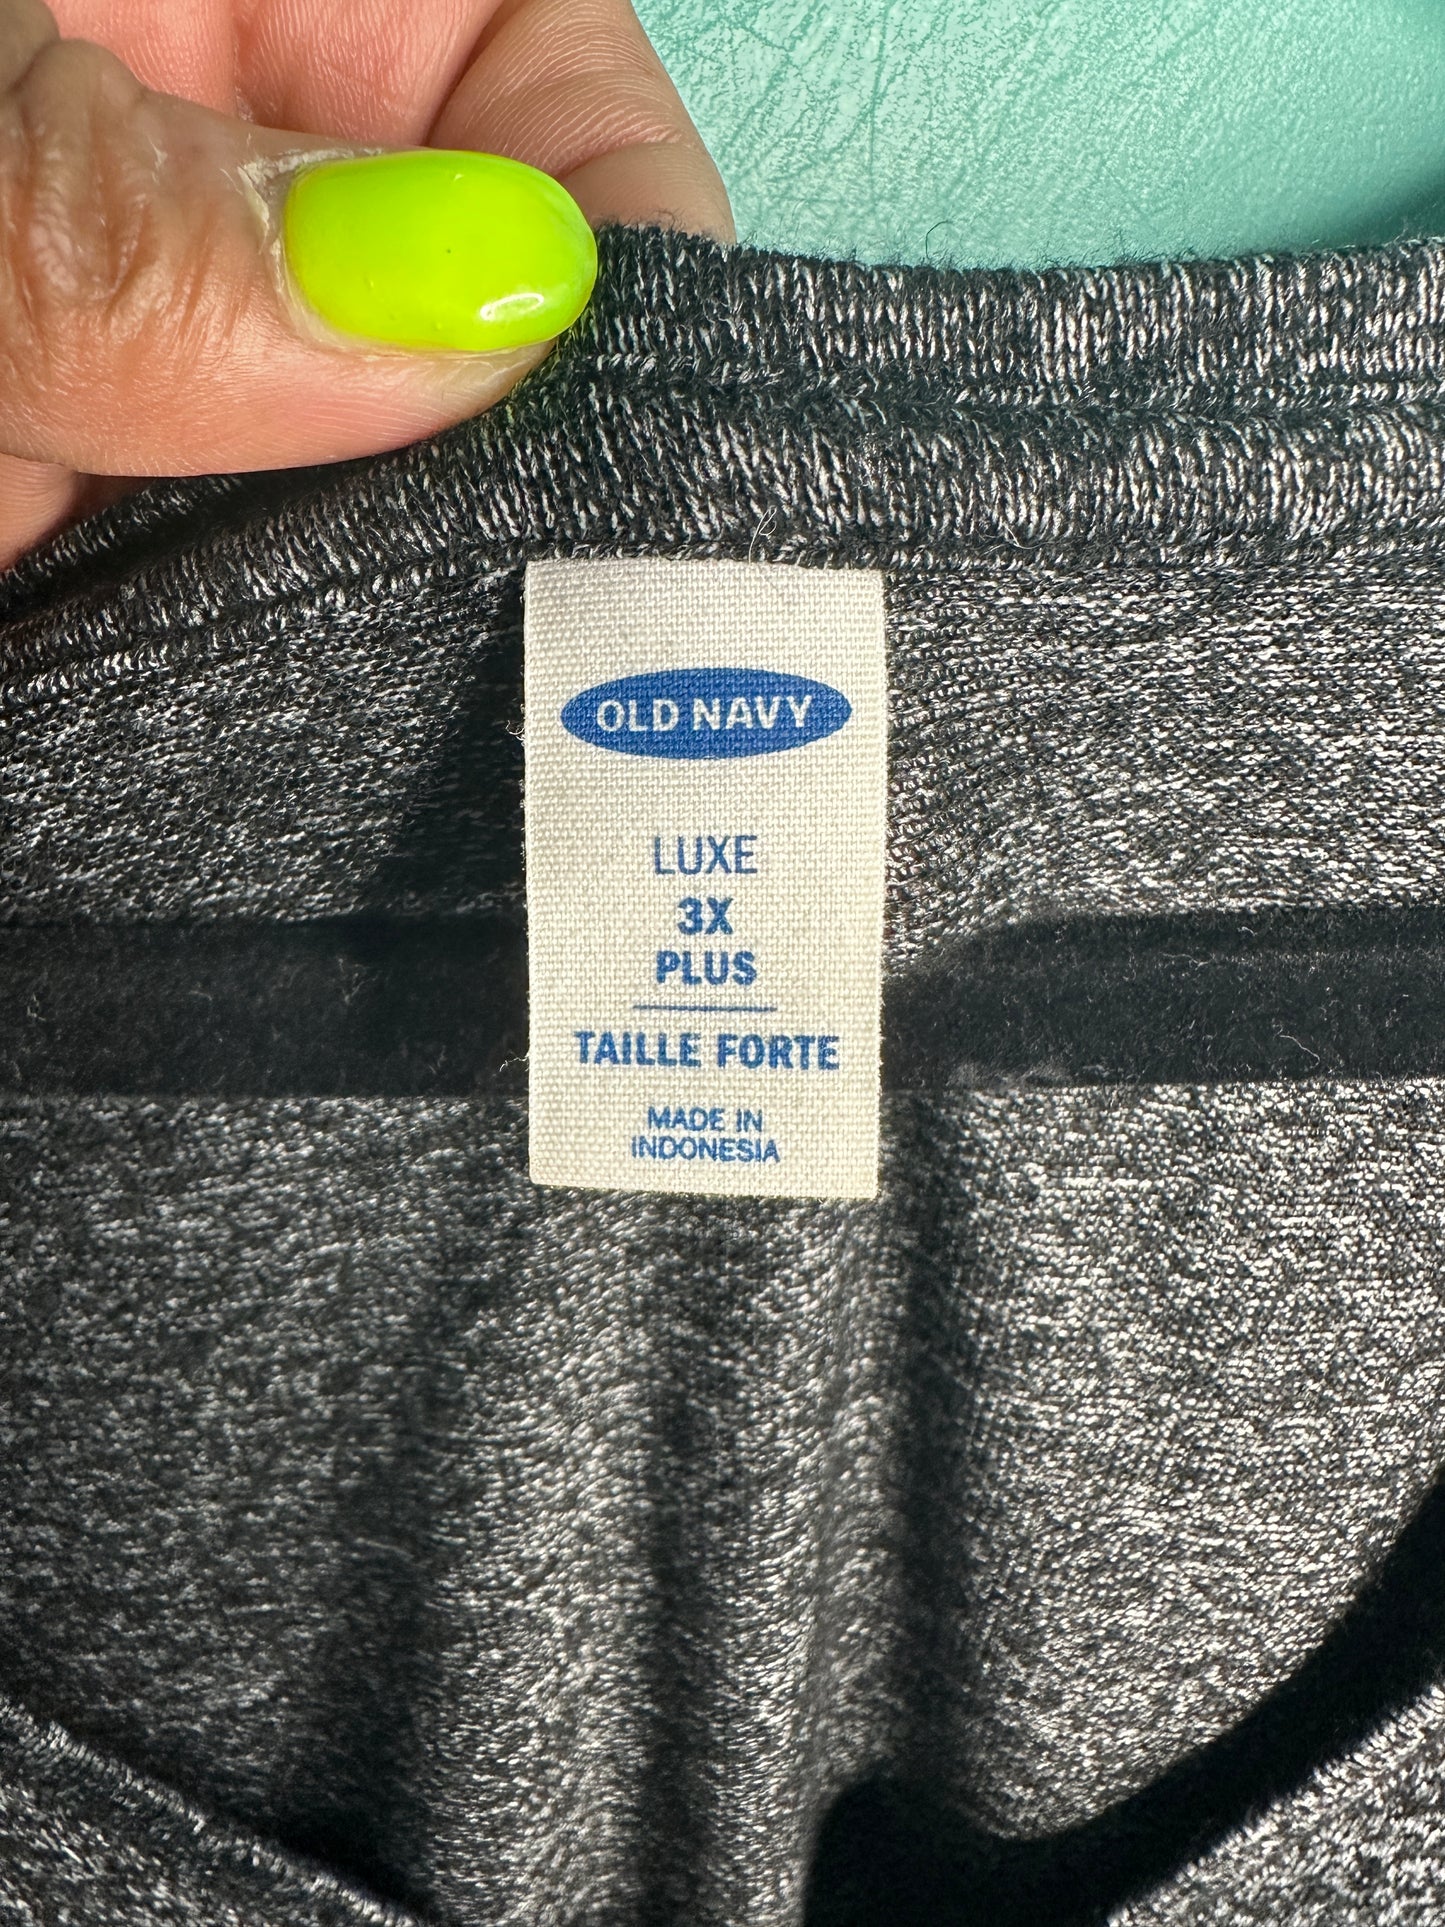 OLD NAVY
LUXE
3X
PLUS
TAILLE FORTE
MADE IN
INDONESIA